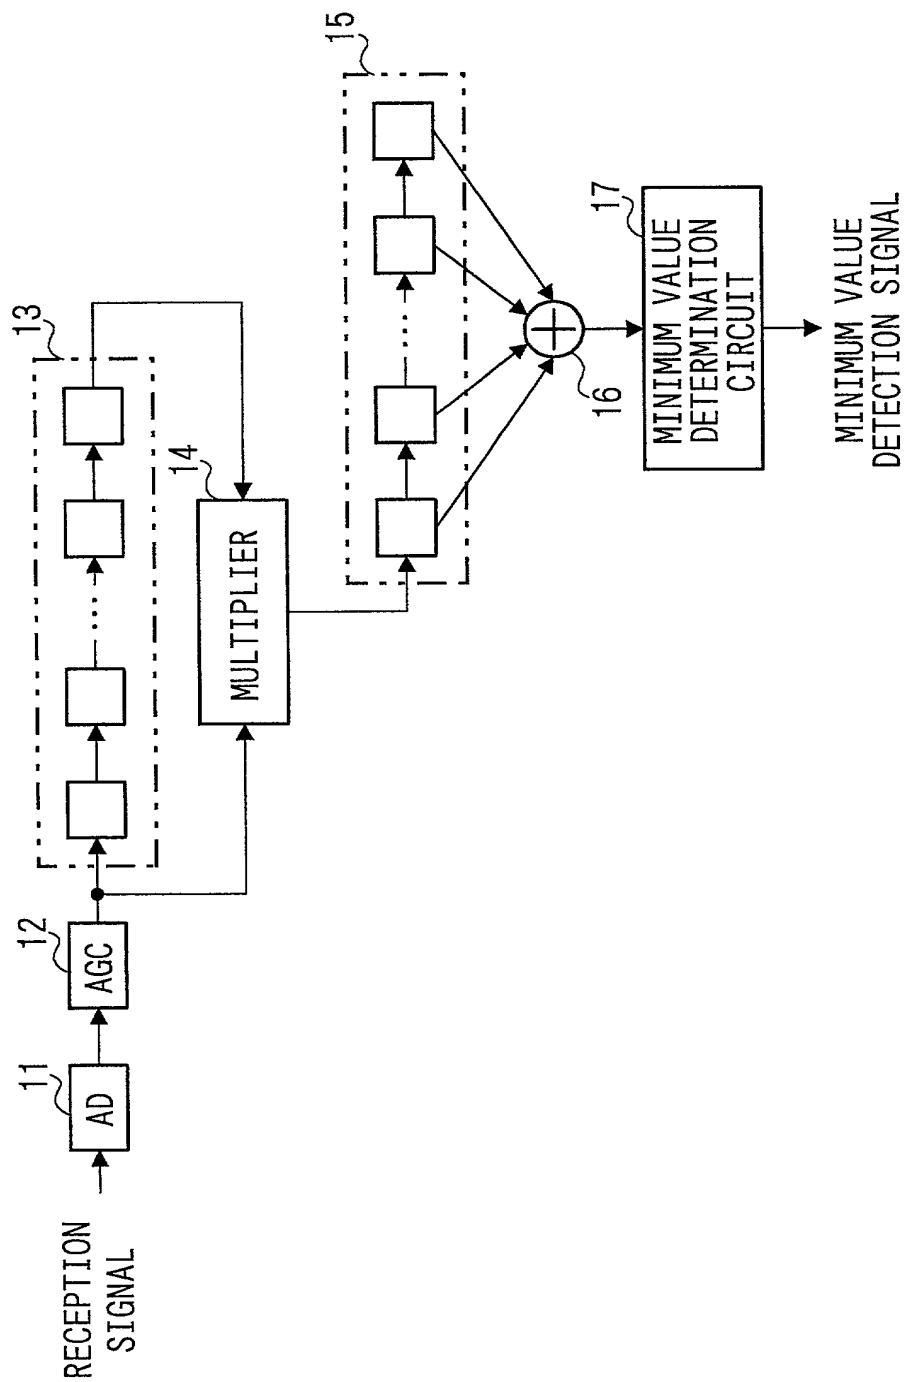 RECEPTION
SIGNAL
11
AD
12
AGC
13
14
MULTIPLIER
15
16
17
MINIMUM VALUE
DETERMINATION
CIRCUIT
MINIMUM VALUE
DETECTION SIGNAL